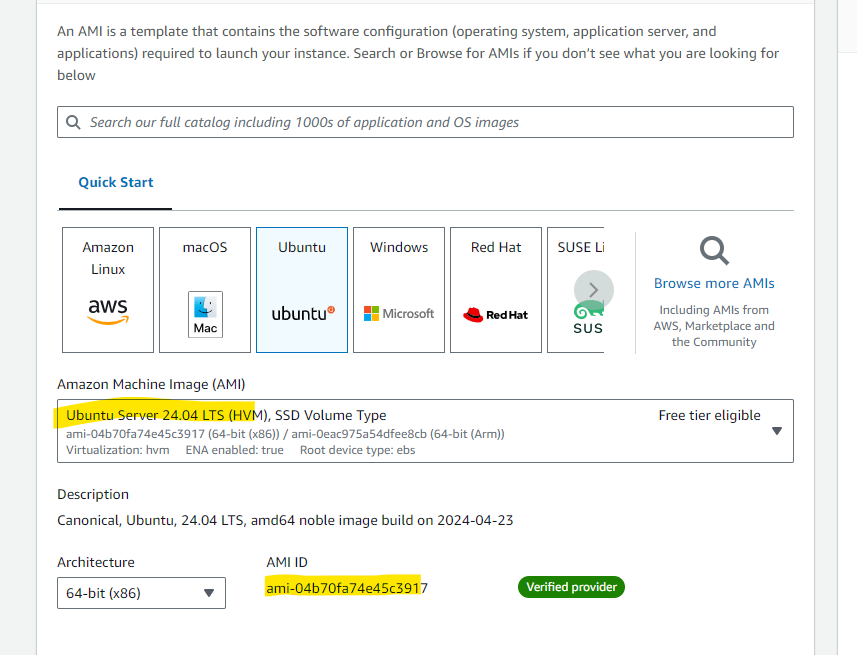 An AMI is a template that contains the software configuration (operating system, application server, and
applications) required to launch your instance. Search or Browse for AMIs if you don't see what you are looking for
below
Search our full catalog including 1000s of application and OS images
Quick Start
Amazon
Linux
aws
macOS
Mac
Ubuntu
ubuntu
Windows
Microsoft
Red Hat
Red Hat
SUSE Li
SUS
Browse more AMIs
Including AMIs from
AWS, Marketplace and
the Community
Amazon Machine Image (AMI)
Ubuntu Server 24.04 LTS (HVM), SSD Volume Type
Free tier eligible
ami-04b70fa74e45c3917 (64-bit (x86)) / ami-0eac975a54dfee8cb (64-bit (Arm))
Virtualization: hvm ENA enabled: true Root device type: ebs
Description
Canonical, Ubuntu, 24.04 LTS, amd64 noble image build on 2024-04-23
Architecture
64-bit (x86)
AMI ID
ami-04b70fa74e45c3917
Verified provider